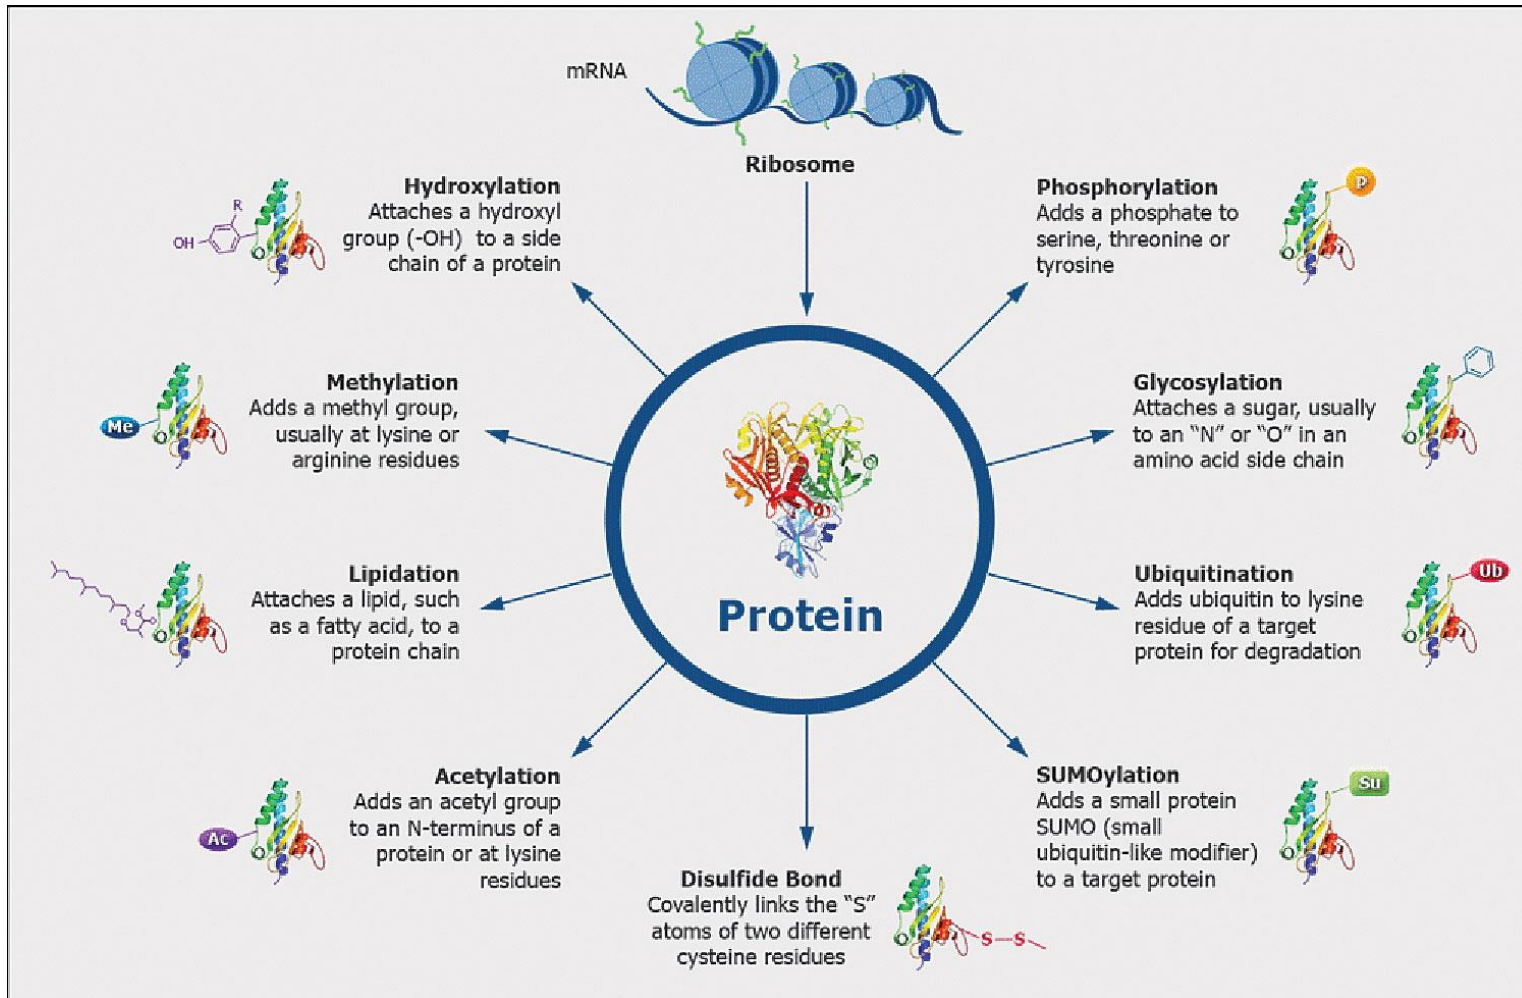 mRNA
Ribosome
Hydroxylation
Attaches a hydroxyl
group (-OH) to a side
chain of a protein
R
OH
Phosphorylation
Adds a phosphate to
serine, threonine or
tyrosine
P
Methylation
Adds a methyl group,
usually at lysine or
arginine residues
Me
Glycosylation
Attaches a sugar, usually
to an “N” or “O” in an
amino acid side chain
Lipidation
Attaches a lipid, such
as a fatty acid, to a
protein chain
Protein
Ubiquitination
Adds ubiquitin to lysine
residue of a target
protein for degradation
Ub
Acetylation
Adds an acetyl group
to an N-terminus of a
protein or at lysine
residues
Ac
Disulfide Bond
Covalently links the “S”
atoms of two different
cysteine residues
S—S
SUMOylation
Adds a small protein
SUMO (small
ubiquitin-like modifier)
to a target protein
Su